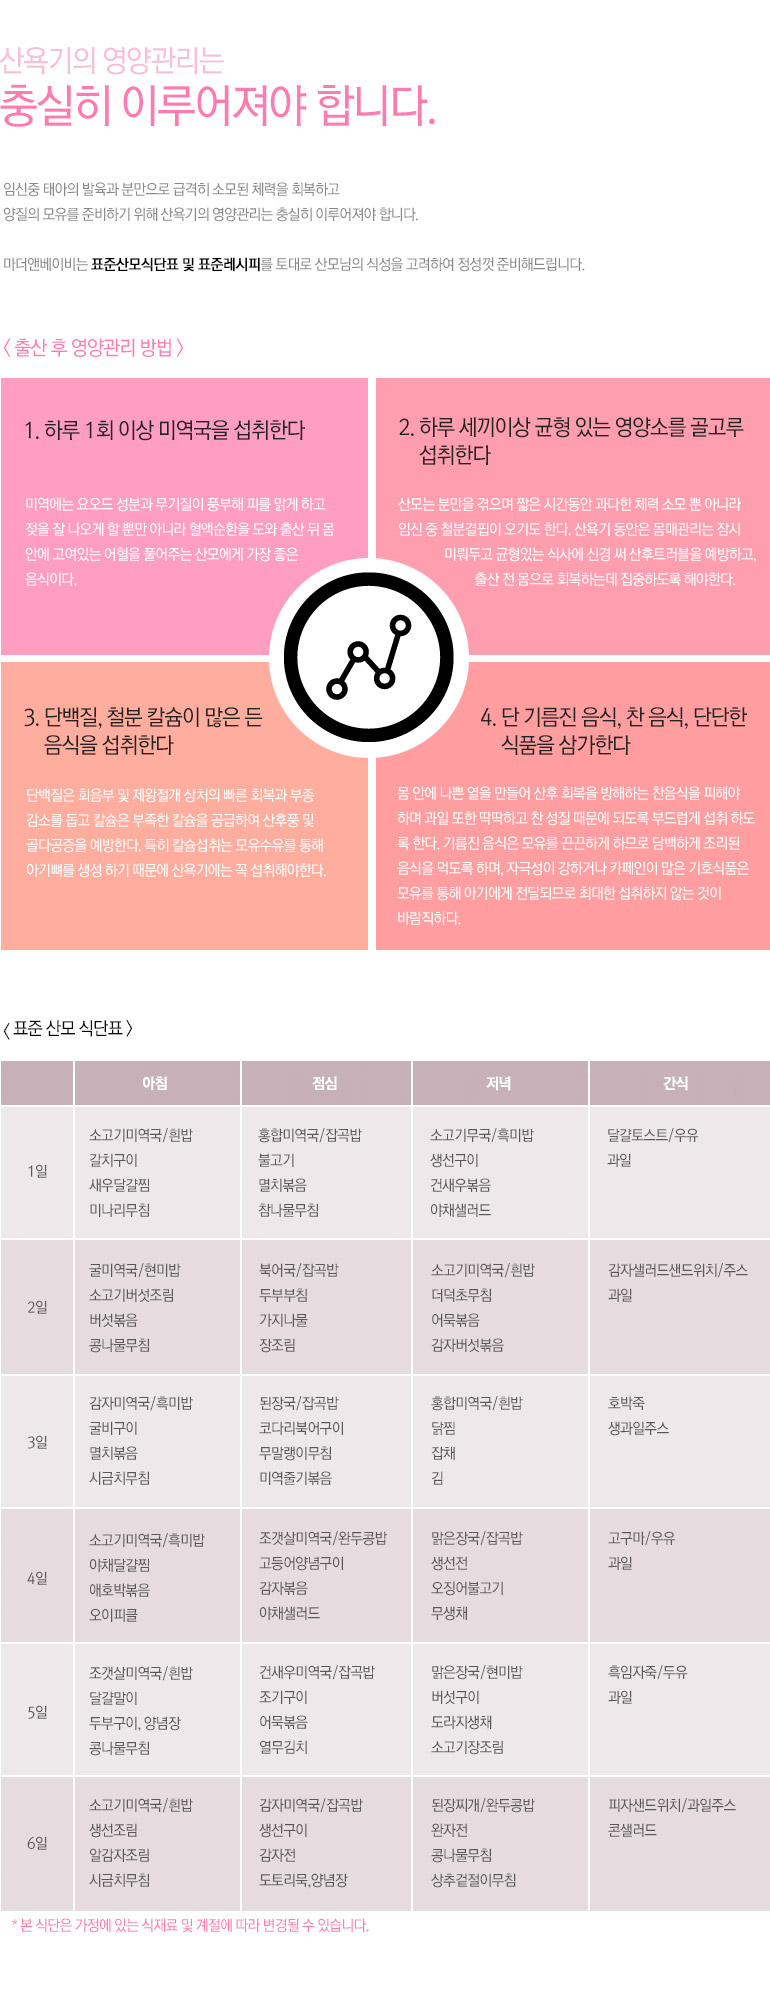 산욕기의 영양관리는
충실히 이루어져야 합니다.
임신중 태아의 발육과 분만으로 급격히 소모된 체력을 회복하고
양질의 모유를 준비하기 위해 산욕기의 영양관리는 충실히 이루어져야 합니다.
마더앤베이비는 표준산모식단표 및 표준레시피를 토대로 산모님의 식성을 고려하여 정성껏 준비해드립니다.
〈 출산 후 영양관리 방법 〉
1. 하루 1회 이상 미역국을 섭취한다
미역에는 요오드 성분과 무기질이 풍부해 피를 맑게 하고
젖을 잘 나오게 할 뿐만 아니라 혈액순환을 도와 출산 뒤 몸
안에 고여있는 어혈을 풀어주는 산모에게 가장 좋은
음식이다.
2. 하루 세끼이상 균형 있는 영양소를 골고루
섭취한다
산모는 분만을 겪으며 짧은 시간동안 과다한 체력 소모 뿐 아니라
임신 중 철분결핍이 오기도 한다. 산욕기 동안은 몸매관리는 잠시
미뤄두고 균형있는 식사에 신경 써 산후트러블을 예방하고,
출산 전 몸으로 회복하는데 집중하도록 해야한다.
3. 단백질, 철분 칼슘이 많은 든
음식을 섭취한다
단백질은 회음부 및 제왕절개 상처의 빠른 회복과 부종
감소를 돕고 칼슘은 부족한 칼슘을 공급하여 산후풍 및
골다공증을 예방한다. 특히 칼슘섭취는 모유수유를 통해
아기뼈를 생성 하기 때문에 산욕기에는 꼭 섭취해야한다.
4. 단 기름진 음식, 찬 음식, 단단한
식품을 삼가한다
몸 안에 나쁜 열을 만들어 산후 회복을 방해하는 찬음식을 피해야
하며 과일 또한 딱딱하고 찬 성질 때문에 되도록 부드럽게 섭취 하도
록 한다. 기름진 음식은 모유를 끈끈하게 하므로 담백하게 조리된
음식을 먹도록 하며, 자극성이 강하거나 카페인이 많은 기호식품은
모유를 통해 아기에게 전달되므로 최대한 섭취하지 않는 것이
바람직하다.
〈 표준 산모 식단표 〉
아침 점심 저녁 간식
1일
소고기미역국/흰밥
갈치구이
새우달걀찜
미나리무침
홍합미역국/잡곡밥
불고기
멸치볶음
참나물무침
소고기무국/흑미밥
생선구이
건새우볶음
야채샐러드
달걀토스트/우유
과일
2일
굴미역국/현미밥
소고기버섯조림
버섯볶음
콩나물무침
북어국/잡곡밥
두부부침
가지나물
장조림
소고기미역국/흰밥
더덕초무침
어묵볶음
감자버섯볶음
감자샐러드샌드위치/주스
과일
3일
감자미역국/흑미밥
굴비구이
멸치볶음
시금치무침
된장국/잡곡밥
코다리북어구이
무말랭이무침
미역줄기볶음
홍합미역국/흰밥
닭찜
잡채
김
호박죽
생과일주스
4일
소고기미역국/흑미밥
야채달걀찜
애호박볶음
오이피클
조갯살미역국/완두콩밥
고등어양념구이
감자볶음
야채샐러드
맑은장국/잡곡밥
생선전
오징어불고기
무생채
고구마/우유
과일
5일
조갯살미역국/흰밥
달걀말이
두부구이, 양념장
콩나물무침
건새우미역국/잡곡밥
조기구이
어묵볶음
열무김치
맑은장국/현미밥
버섯구이
도라지생채
소고기장조림
흑임자죽/두유
과일
6일
소고기미역국/흰밥
생선조림
알감자조림
시금치무침
감자미역국/잡곡밥
생선구이
감자전
도토리묵,양념장
된장찌개/완두콩밥
완자전
콩나물무침
상추겉절이무침
피자샌드위치/과일주스
콘샐러드
* 본 식단은 가정에 있는 식재료 및 계절에 따라 변경될 수 있습니다.